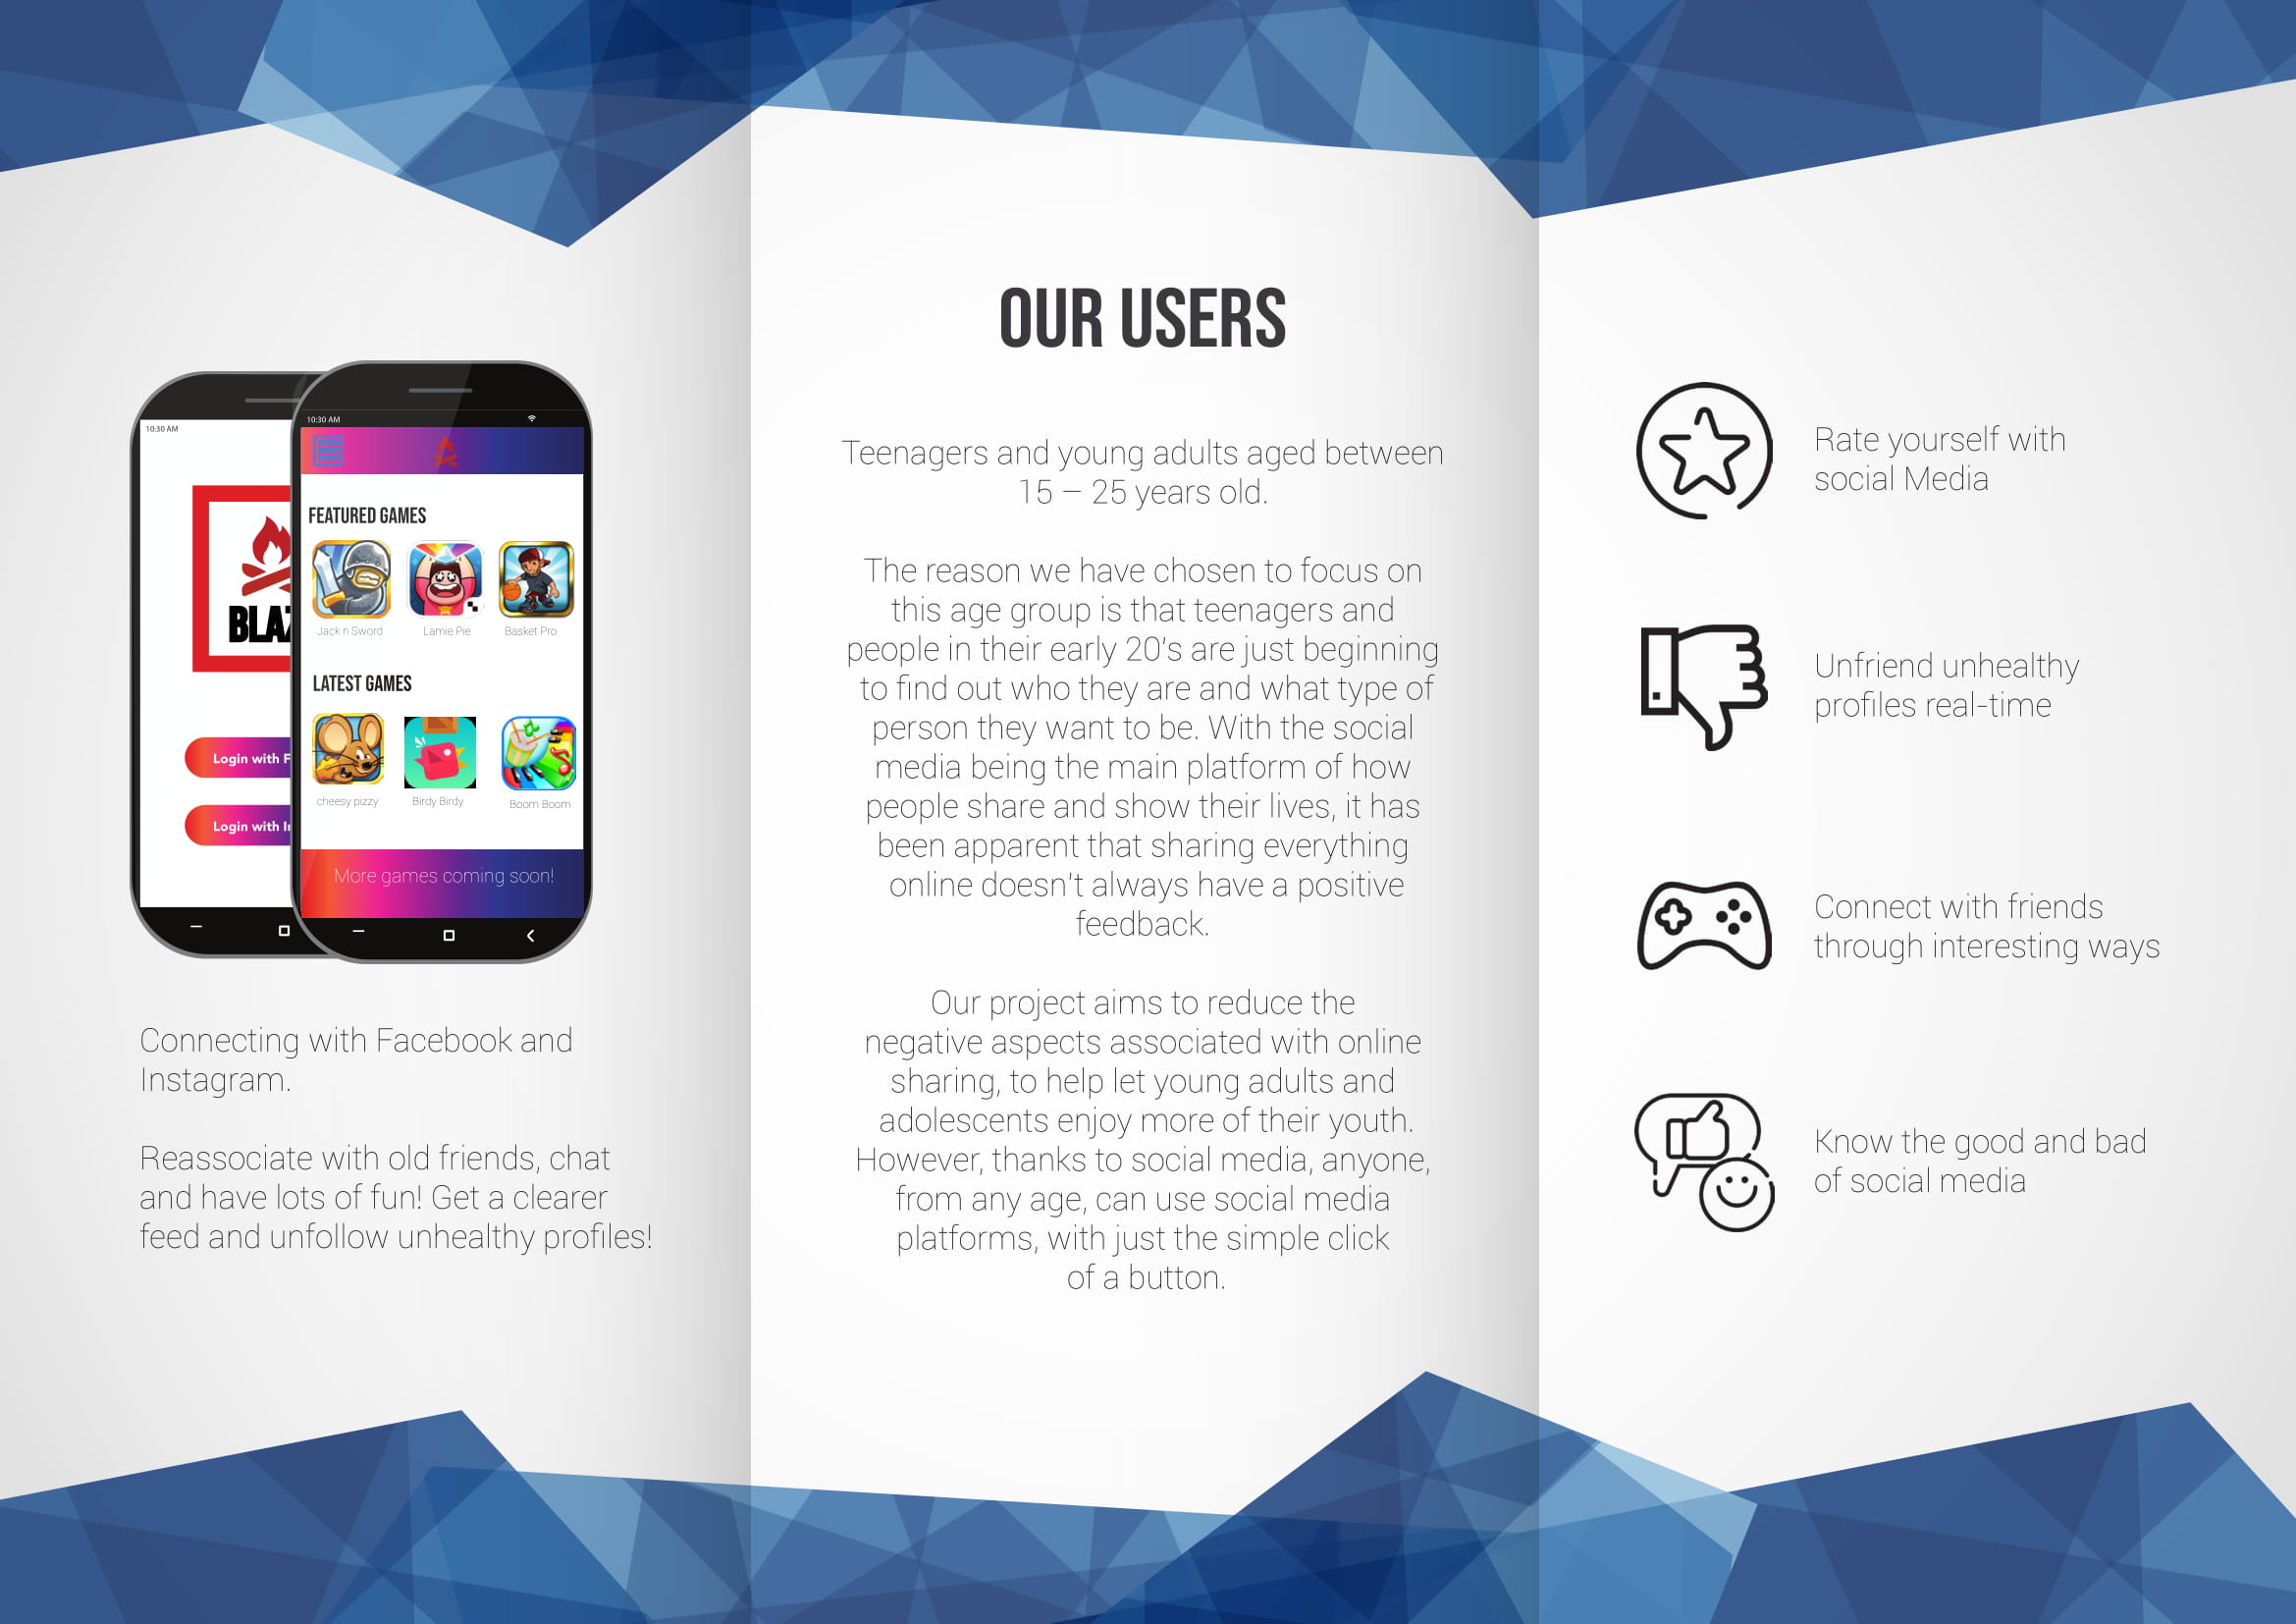 10:30 AM
10:30 AM
BLAZ
Login with F
Login with I
FEATURED GAMES
Jack n Sword
Lamie Pie
Basket Pro
LATEST GAMES
cheesy pizzy
Birdy Birdy
Boom Boom
More games coming soon!
Connecting with Facebook and
Instagram.
Reassociate with old friends, chat
and have lots of fun! Get a clearer
feed and unfollow unhealthy profiles!
OUR USERS
Teenagers and young adults aged between
15 – 25 years old.
The reason we have chosen to focus on
this age group is that teenagers and
people in their early 20's are just beginning
to find out who they are and what type of
person they want to be. With the social
media being the main platform of how
people share and show their lives, it has
been apparent that sharing everything
online doesn't always have a positive
feedback.
Our project aims to reduce the
negative aspects associated with online
sharing, to help let young adults and
adolescents enjoy more of their youth.
However, thanks to social media, anyone,
from any age, can use social media
platforms, with just the simple click
of a button.
Rate yourself with
social Media
Unfriend unhealthy
profiles real-time
Connect with friends
through interesting ways
Know the good and bad
of social media